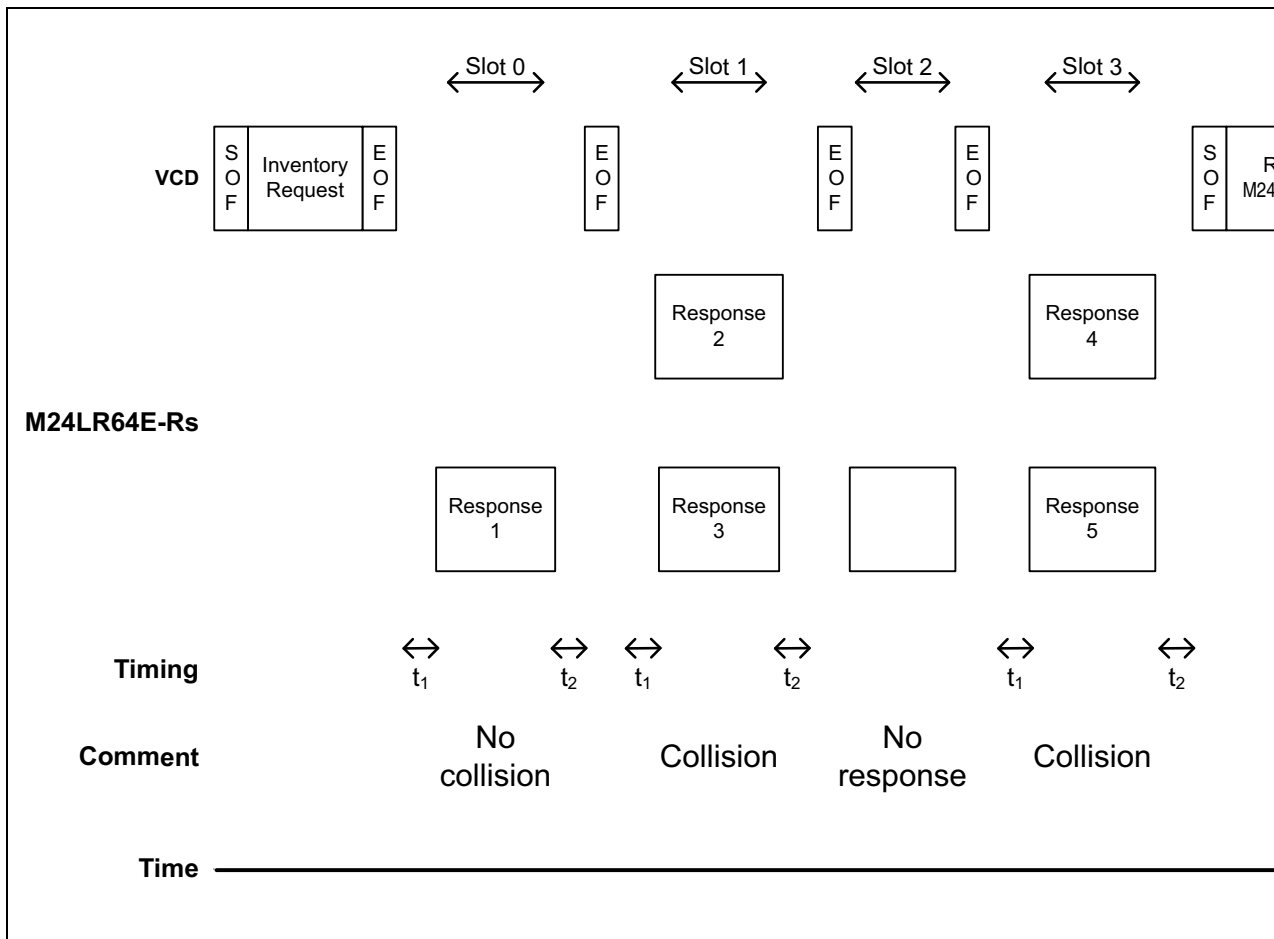 Slot 0 Slot 1 Slot 2 Slot 3
VCD
S
O
F
Inventory
Request
E
O
F
E
O
F
E
O
F
E
O
F
S
O
F
R
M24
Response
2
Response
4
M24LR64E-Rs
Response
1
Response
3
Response
5
Timing
t1 t2 t1 t2 t1 t2
Comment
No
collision
Collision
No
response
Collision
Time